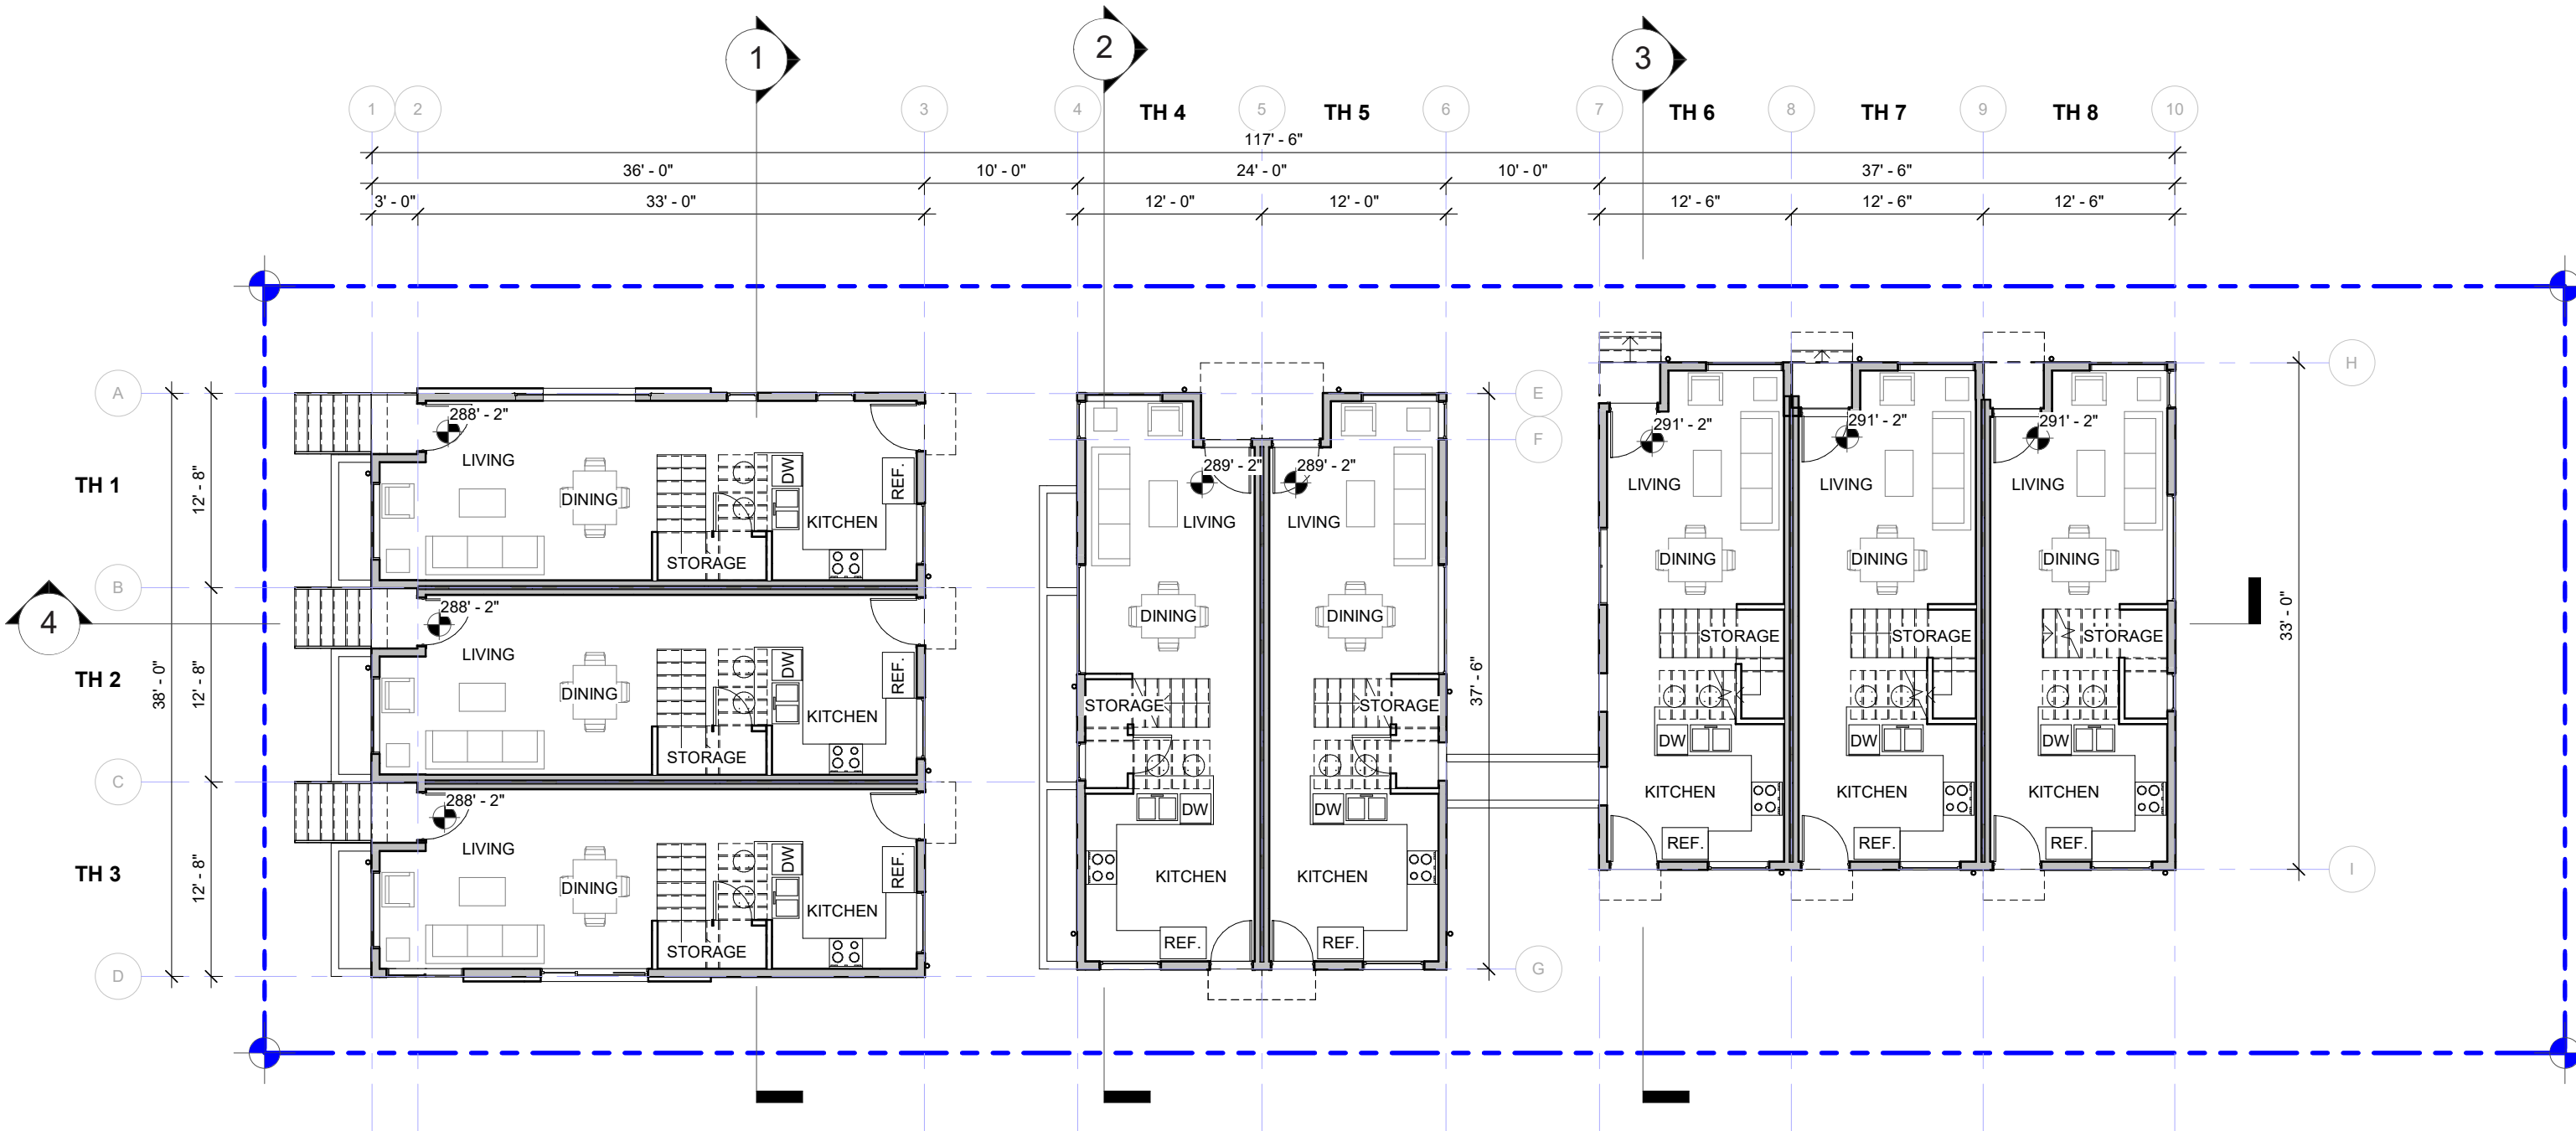 1
2
3
1
2
3
4
TH 4
5
TH 5
6
7
TH 6
8
TH 7
9
TH 8
10
117' - 6"
36' - 0"
10' - 0"
24' - 0"
10' - 0"
37' - 6"
3' - 0"
33' - 0"
12' - 0"
12' - 0"
12' - 6"
12' - 6"
12' - 6"
A
B
C
D
4
TH 1
TH 2
TH 3
38' - 0"
12' - 8"
12' - 8"
12' - 8"
288' - 2"
LIVING
DINING
STORAGE
DW
KITCHEN
REF.
288' - 2"
LIVING
DINING
STORAGE
DW
KITCHEN
REF.
288' - 2"
LIVING
DINING
STORAGE
DW
KITCHEN
REF.
289' - 2"
LIVING
DINING
STORAGE
DW
KITCHEN
REF.
289' - 2"
LIVING
DINING
STORAGE
DW
KITCHEN
REF.
E
F
G
37' - 6"
291' - 2"
LIVING
DINING
STORAGE
DW
KITCHEN
REF.
291' - 2"
LIVING
DINING
STORAGE
DW
KITCHEN
REF.
291' - 2"
LIVING
DINING
STORAGE
DW
KITCHEN
REF.
33' - 0"
H
I